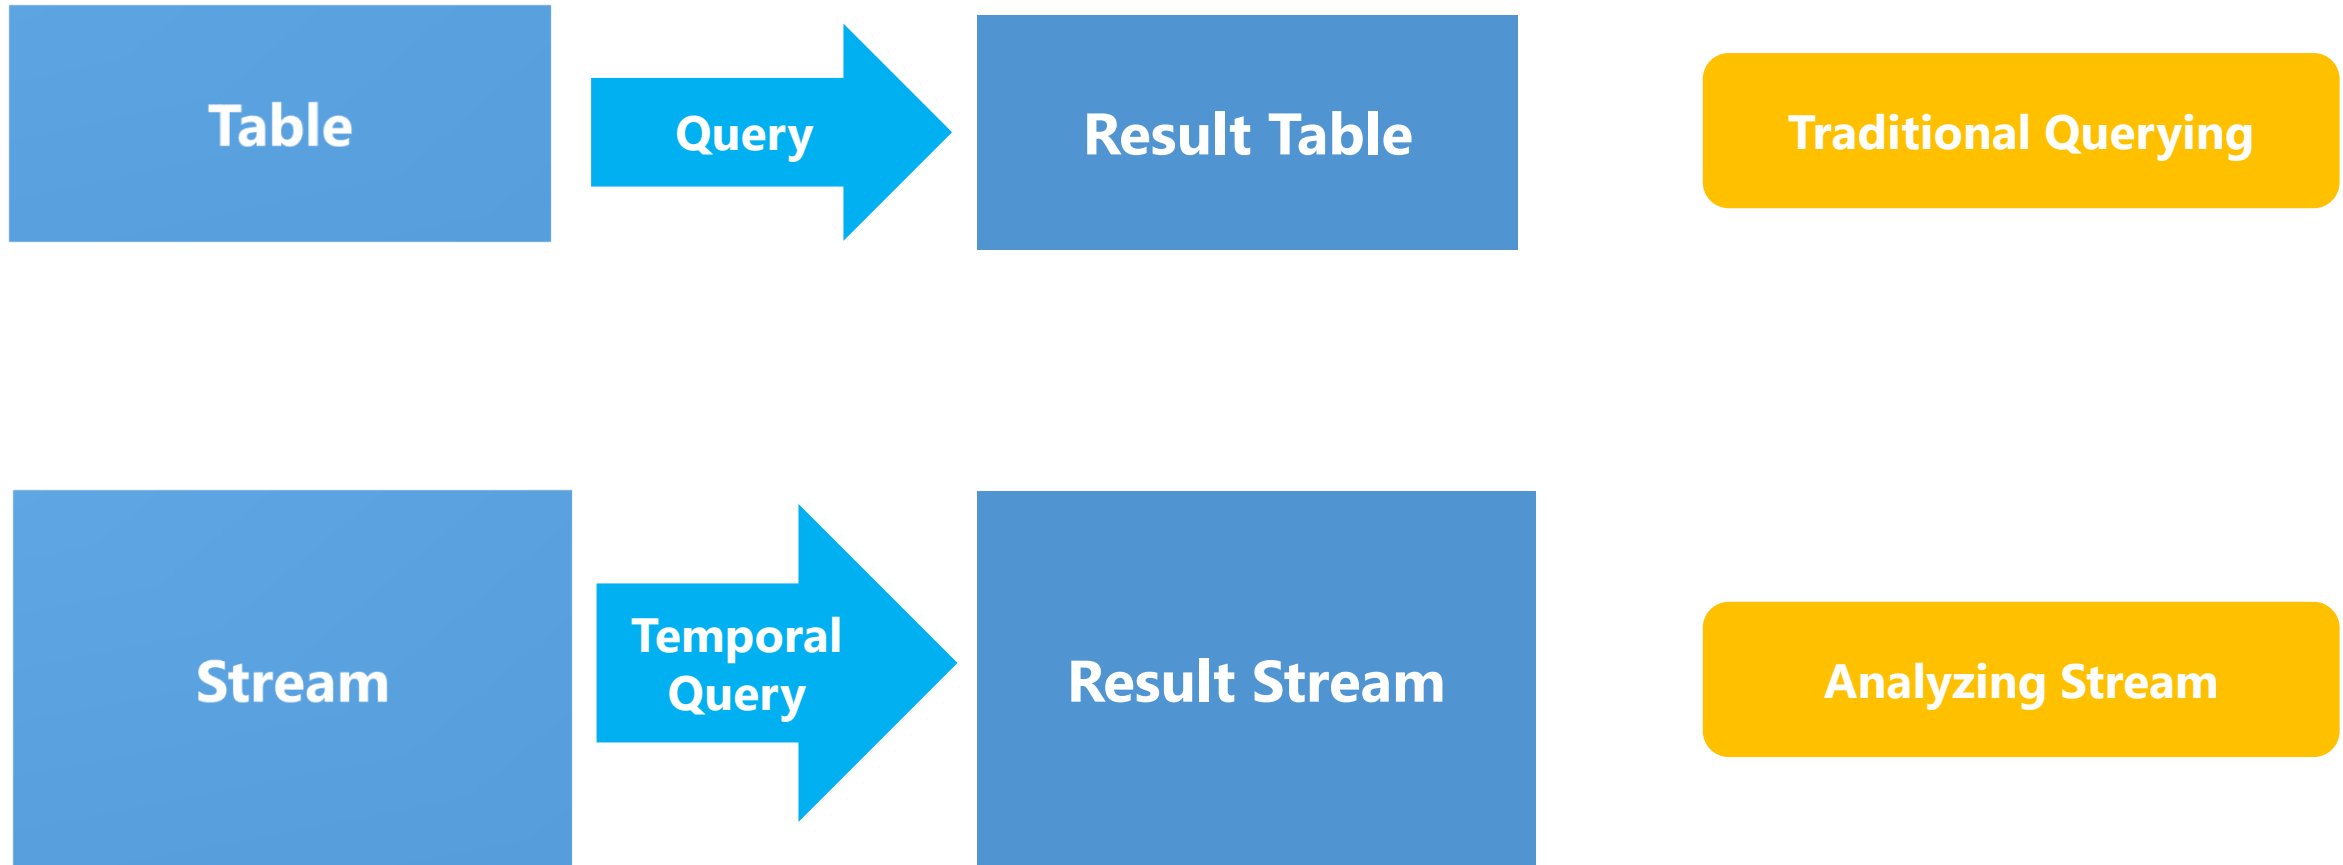 Table
Query
Result Table
Traditional Querying
Stream
Temporal
Query
Result Stream
Analyzing Stream